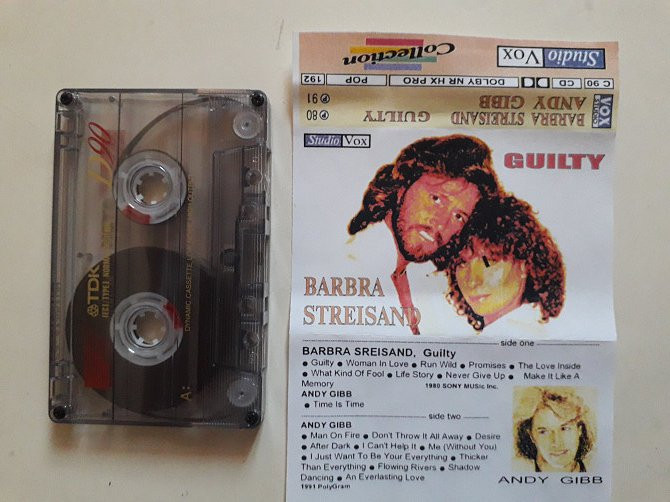 Studio Vox
Collection
C 90 CD DOLBY NR HX PRO POP 192
VOX
BARBRA STREISAND GUILTY ℗ 80
ANDY GIBB ℗ 91
Studio Vox
GUILTY
BARBRA
STREISAND
side one
BARBRA SREISAND, Guilty
● Guilty ● Woman In Love ● Run Wild ● Promises ● The Love Inside
● What Kind Of Fool ● Life Story ● Never Give Up ● Make It Like A
Memory 1980 SONY MUSic Inc.
ANDY GIBB
● Time Is Time
side two
ANDY GIBB
● Man On Fire ● Don't Throw It All Away ● Desire
● After Dark ● I Can't Help It ● Me (Without You)
● I Just Want To Be Your Everything ● Thicker
Than Everything ● Flowing Rivers ● Shadow
Dancing ● An Everlasting Love
1991 PolyGram
ANDY GIBB
90
TDK
DYNAMIC CASSETTE
A: